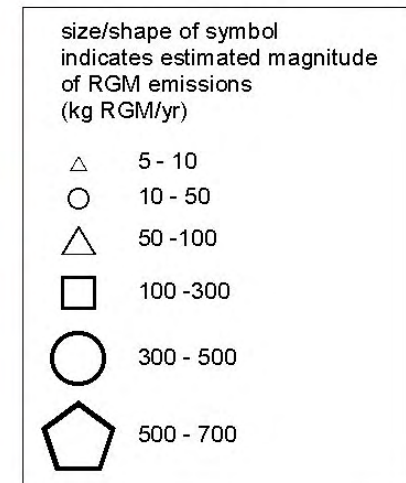 size/shape of symbol
indicates estimated magnitude
of RGM emissions
(kg RGM/yr)
5 - 10
10 - 50
50 -100
100 -300
300 - 500
500 - 700